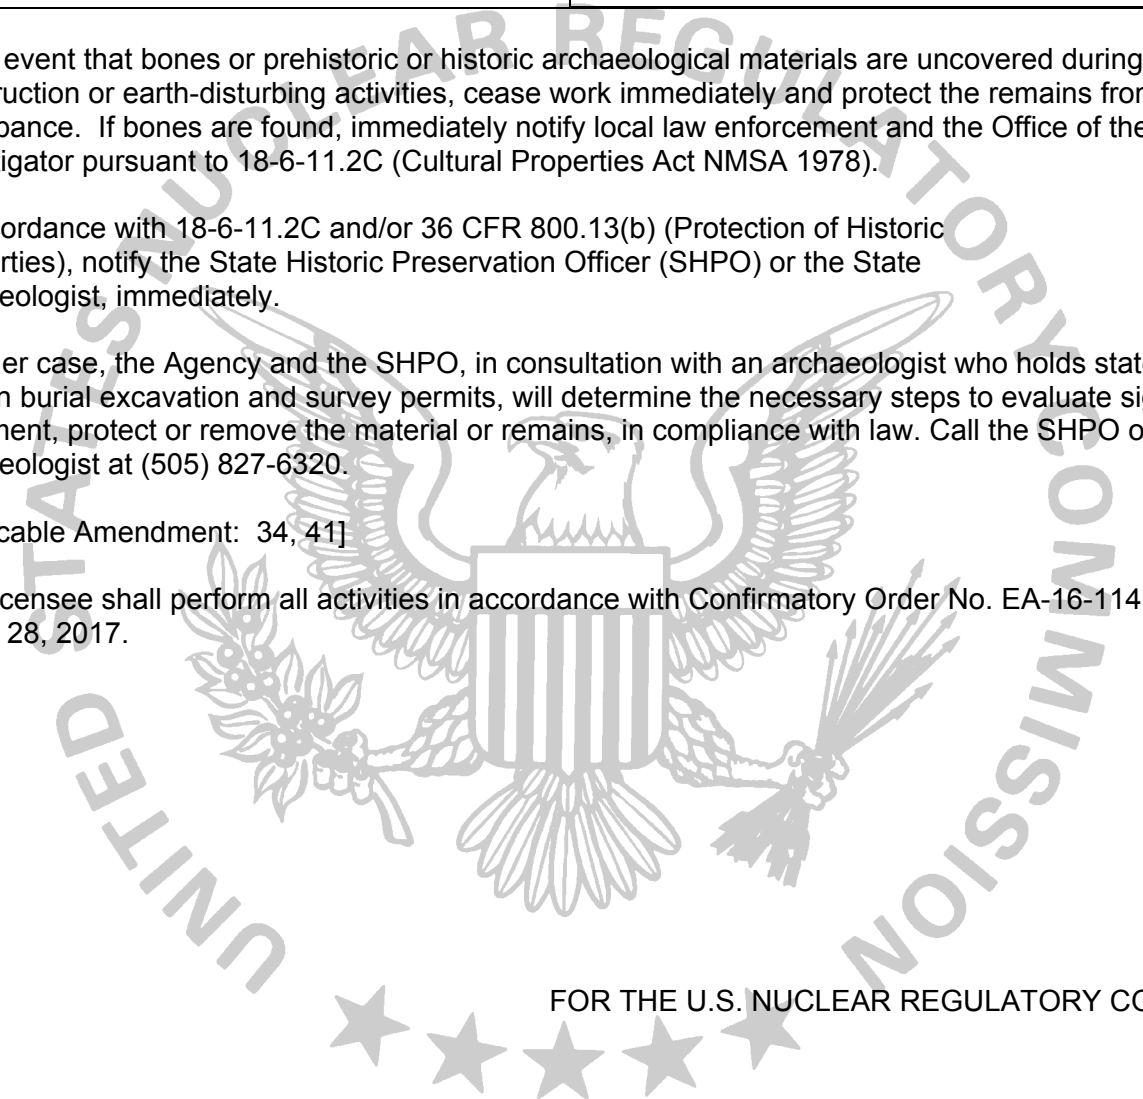 event that bones or prehistoric or historic archaeological materials are uncovered during
ruction or earth-disturbing activities, cease work immediately and protect the remains from
bance. If bones are found, immediately notify local law enforcement and the Office of the
tigator pursuant to 18-6-11.2C (Cultural Properties Act NMSA 1978).
ordance with 18-6-11.2C and/or 36 CFR 800.13(b) (Protection of Historic
rties), notify the State Historic Preservation Officer (SHPO) or the State
eologist, immediately.
er case, the Agency and the SHPO, in consultation with an archaeologist who holds state
n burial excavation and survey permits, will determine the necessary steps to evaluate si
ment, protect or remove the material or remains, in compliance with law. Call the SHPO o
eologist at (505) 827-6320.
cable Amendment: 34, 41]
censee shall perform all activities in accordance with Confirmatory Order No. EA-16-114
28, 2017.
FOR THE U.S. NUCLEAR REGULATORY CO
UNITED STATES NUCLEAR REGULATORY COMMISSION